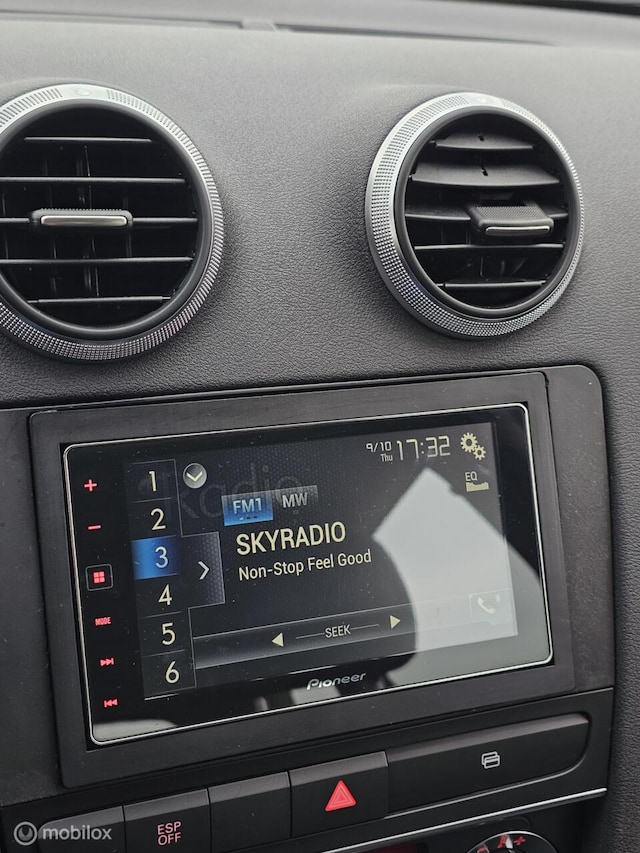 9/10
Thu
17:32
1
2
3
4
5
6
Radio
FM1 MW
EQ
SKYRADIO
Non-Stop Feel Good
SEEK
+
−
MODE
Pioneer
ESP
OFF
A+
mobilox